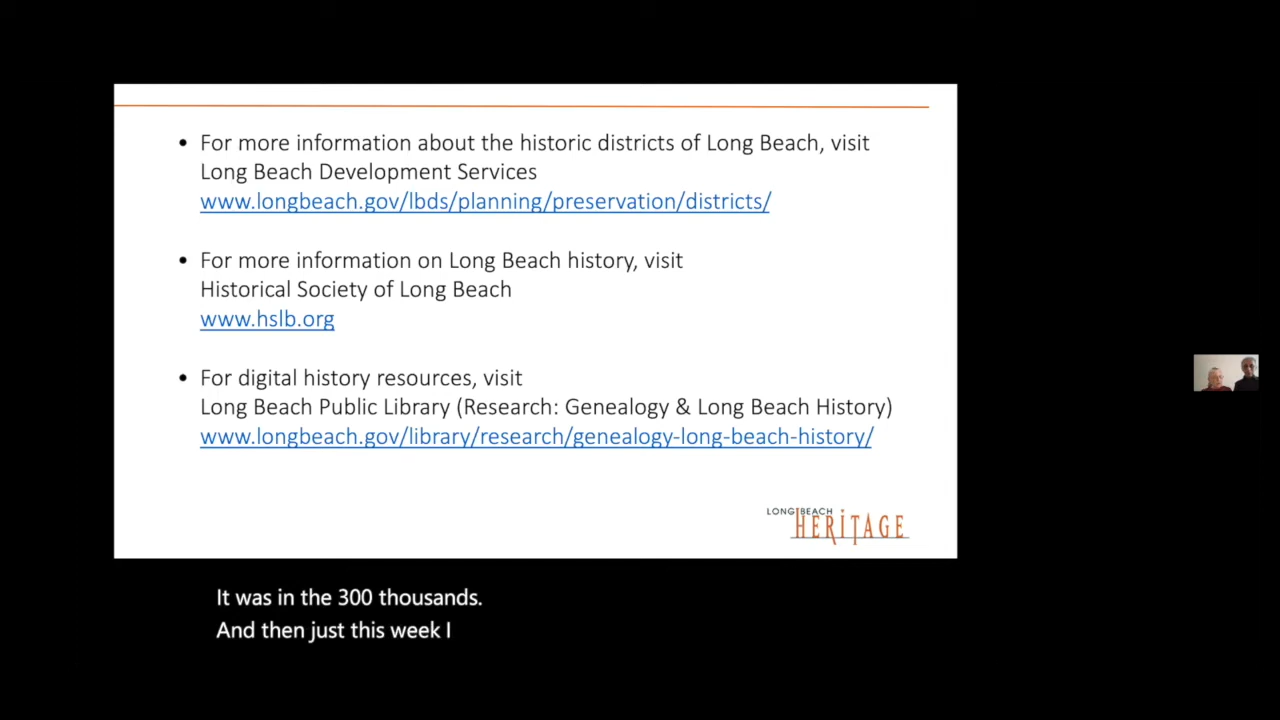 • For more information about the historic districts of Long Beach, visit
Long Beach Development Services
www.longbeach.gov/lbds/planning/preservation/districts/
• For more information on Long Beach history, visit
Historical Society of Long Beach
www.hslb.org
• For digital history resources, visit
Long Beach Public Library (Research: Genealogy & Long Beach History)
www.longbeach.gov/library/research/genealogy-long-beach-history/
LONG BEACH
HERiTAGE
It was in the 300 thousands.
And then just this week I